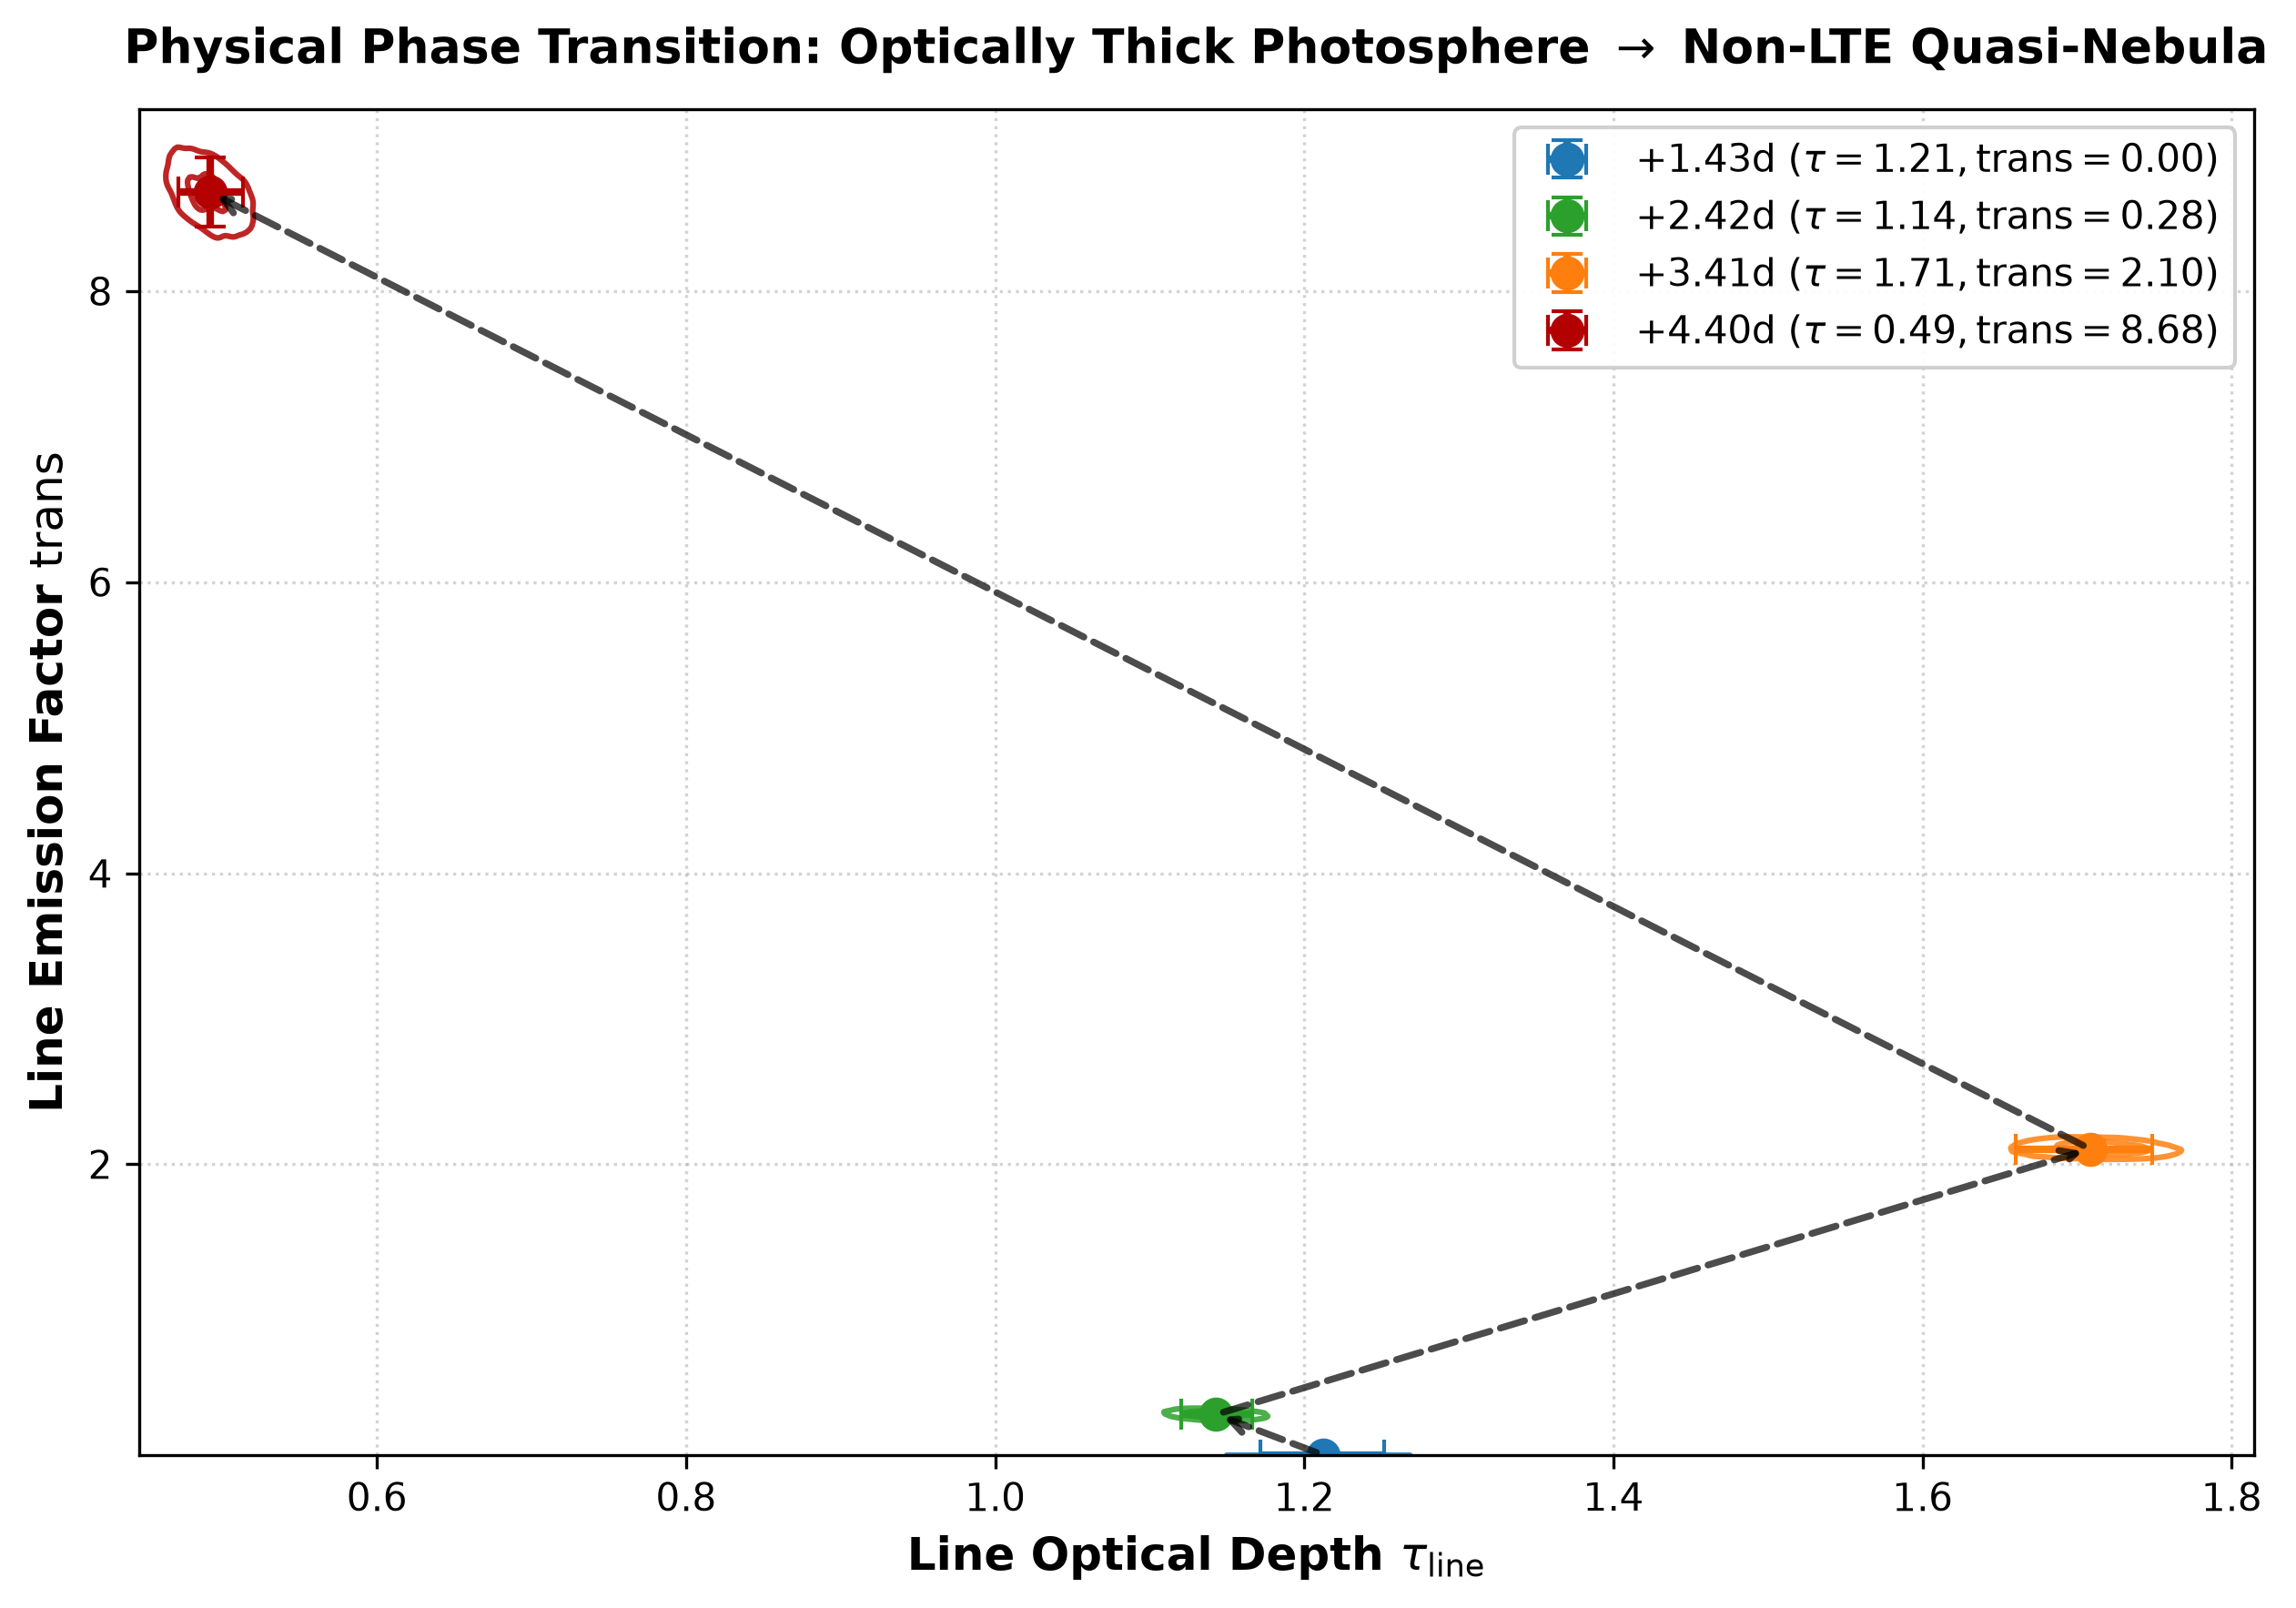 Physical Phase Transition: Optically Thick Photosphere → Non-LTE Quasi-Nebula
+1.43d (τ = 1.21, trans = 0.00)
+2.42d (τ = 1.14, trans = 0.28)
+3.41d (τ = 1.71, trans = 2.10)
+4.40d (τ = 0.49, trans = 8.68)
Line Emission Factor trans
8
6
4
2
0.6 0.8 1.0 1.2 1.4 1.6 1.8
Line Optical Depth τline